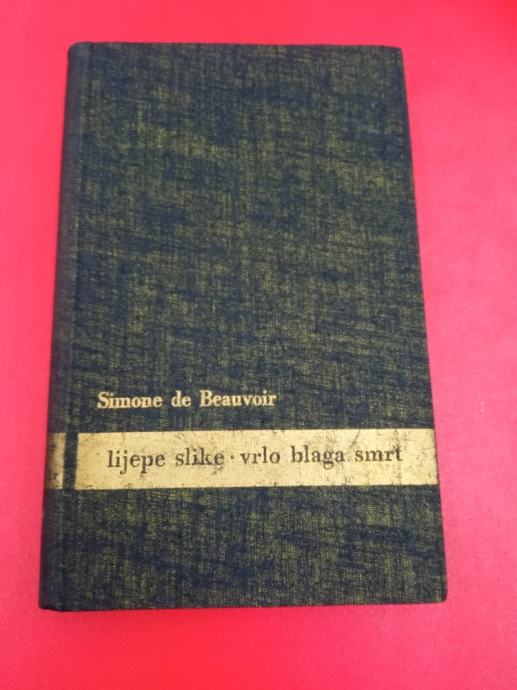 Simone de Beauvoir
lijepe slike · vrlo blaga smrt